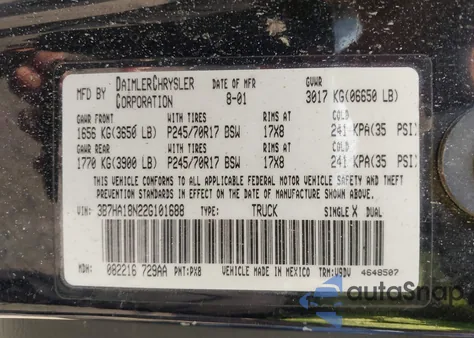 MFD BY DAIMLERCHRYSLER CORPORATION DATE OF MFR 8-01 GVWR 3017 KG(06650 LB)
GAWR FRONT WITH TIRES RIMS AT COLD
1656 KG(3650 LB) P245/70R17 BSW 17X8 241 KPA(35 PSI)
GAWR REAR WITH TIRES RIMS AT COLD
1770 KG(3900 LB) P245/70R17 BSW 17X8 241 KPA(35 PSI)
THIS VEHICLE CONFORMS TO ALL APPLICABLE FEDERAL MOTOR VEHICLE SAFETY AND THEFT
PREVENTION STANDARDS IN EFFECT ON THE DATE OF MANUFACTURE SHOWN ABOVE.
VIN: 3B7HA18N22G101688 TYPE: TRUCK SINGLE X DUAL
MDH: 082216 729AA PNT:PX8 VEHICLE MADE IN MEXICO TRM:V9DV 4648507
autoSnap